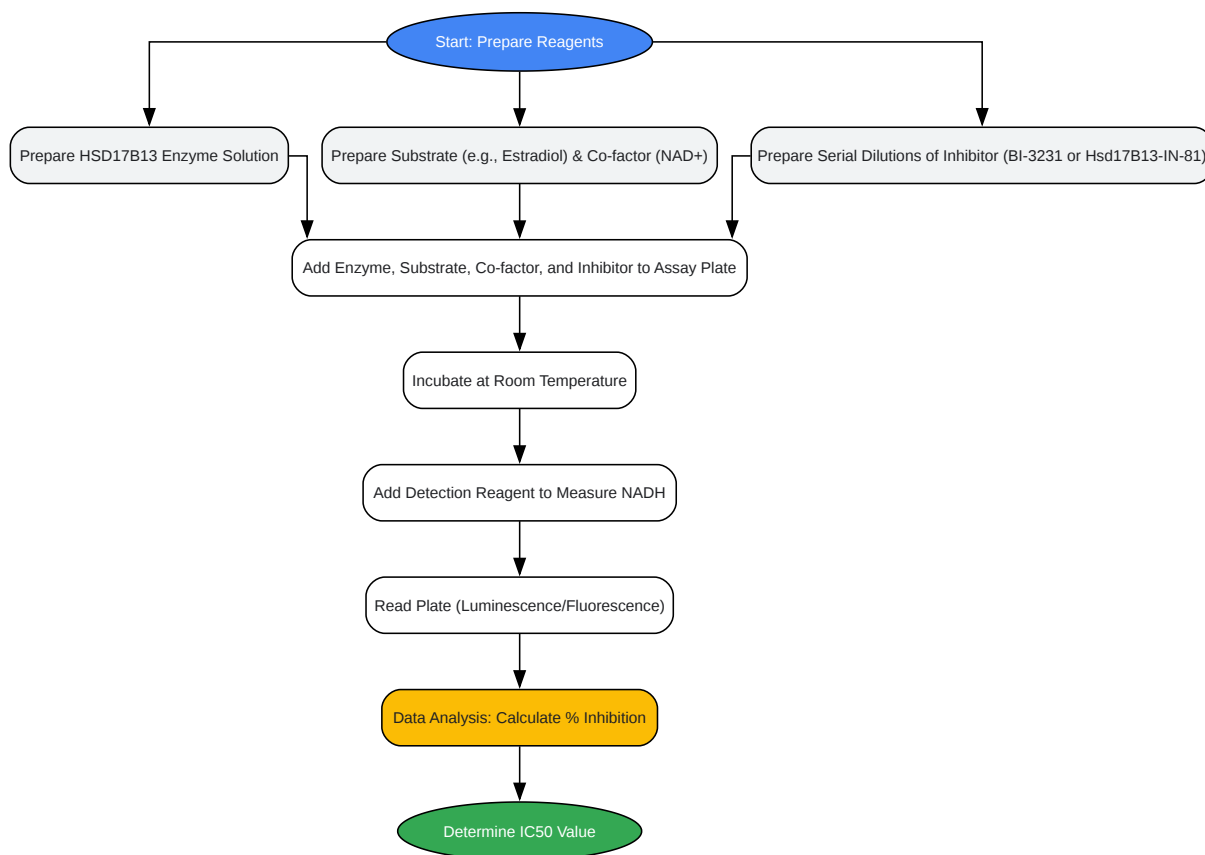 Start: Prepare Reagents
Prepare HSD17B13 Enzyme Solution
Prepare Substrate (e.g., Estradiol) & Co-factor (NAD+)
Prepare Serial Dilutions of Inhibitor (BI-3231 or Hsd17B13-IN-81)
Add Enzyme, Substrate, Co-factor, and Inhibitor to Assay Plate
Incubate at Room Temperature
Add Detection Reagent to Measure NADH
Read Plate (Luminescence/Fluorescence)
Data Analysis: Calculate % Inhibition
Determine IC50 Value